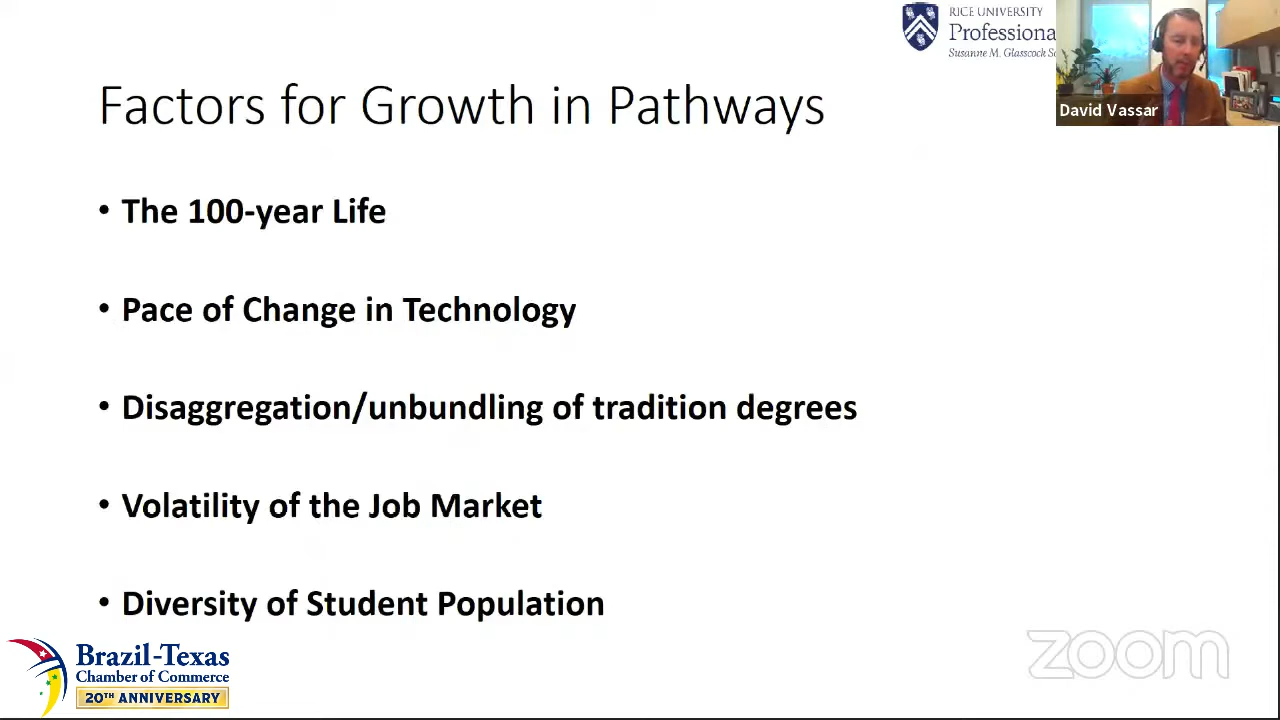 RICE UNIVERSITY
Professiona
Susanne M. Glasscock
David Vassar
Factors for Growth in Pathways
• The 100-year Life
• Pace of Change in Technology
• Disaggregation/unbundling of tradition degrees
• Volatility of the Job Market
• Diversity of Student Population
Brazil-Texas
Chamber of Commerce
20TH ANNIVERSARY
zoom